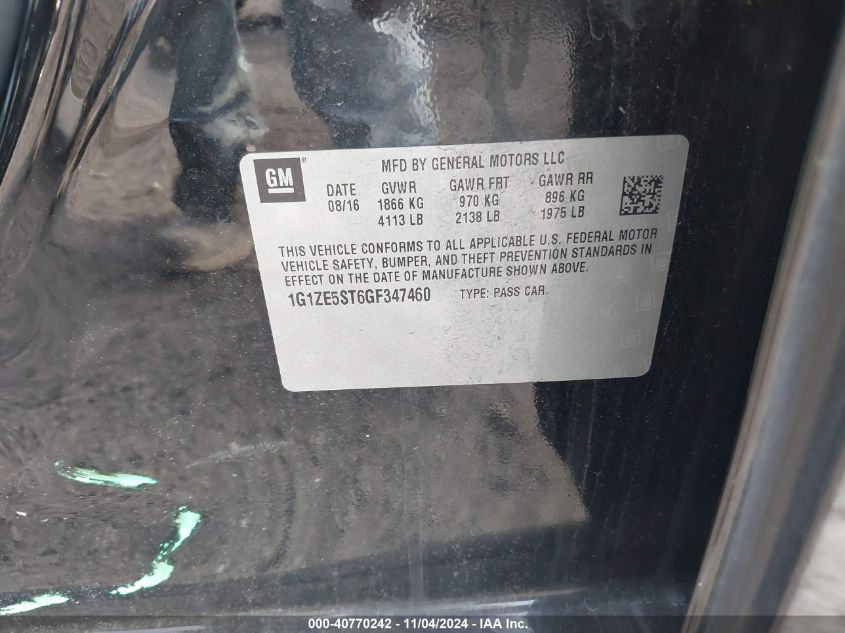 GM ®
MFD BY GENERAL MOTORS LLC
DATE GVWR GAWR FRT GAWR RR
08/16 1866 KG 970 KG 896 KG
4113 LB 2138 LB 1975 LB
THIS VEHICLE CONFORMS TO ALL APPLICABLE U.S. FEDERAL MOTOR
VEHICLE SAFETY, BUMPER, AND THEFT PREVENTION STANDARDS IN
EFFECT ON THE DATE OF MANUFACTURE SHOWN ABOVE.
1G1ZE5ST6GF347460 TYPE: PASS CAR.
000-40770242 - 11/04/2024 - IAA Inc.